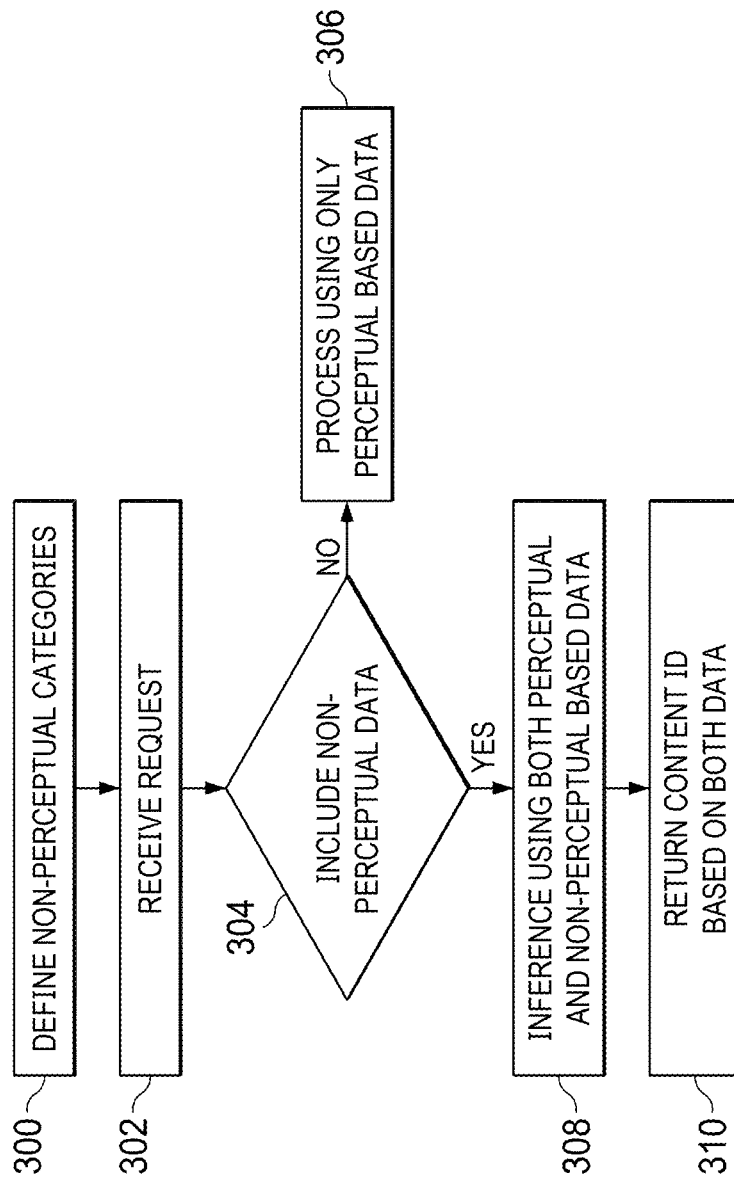 300
DEFINE NON-PERCEPTUAL CATEGORIES
302
RECEIVE REQUEST
304
INCLUDE NON-
PERCEPTUAL DATA
NO
306
PROCESS USING ONLY
PERCEPTUAL BASED DATA
YES
308
INFERENCE USING BOTH PERCEPTUAL
AND NON-PERCEPTUAL BASED DATA
310
RETURN CONTENT ID
BASED ON BOTH DATA